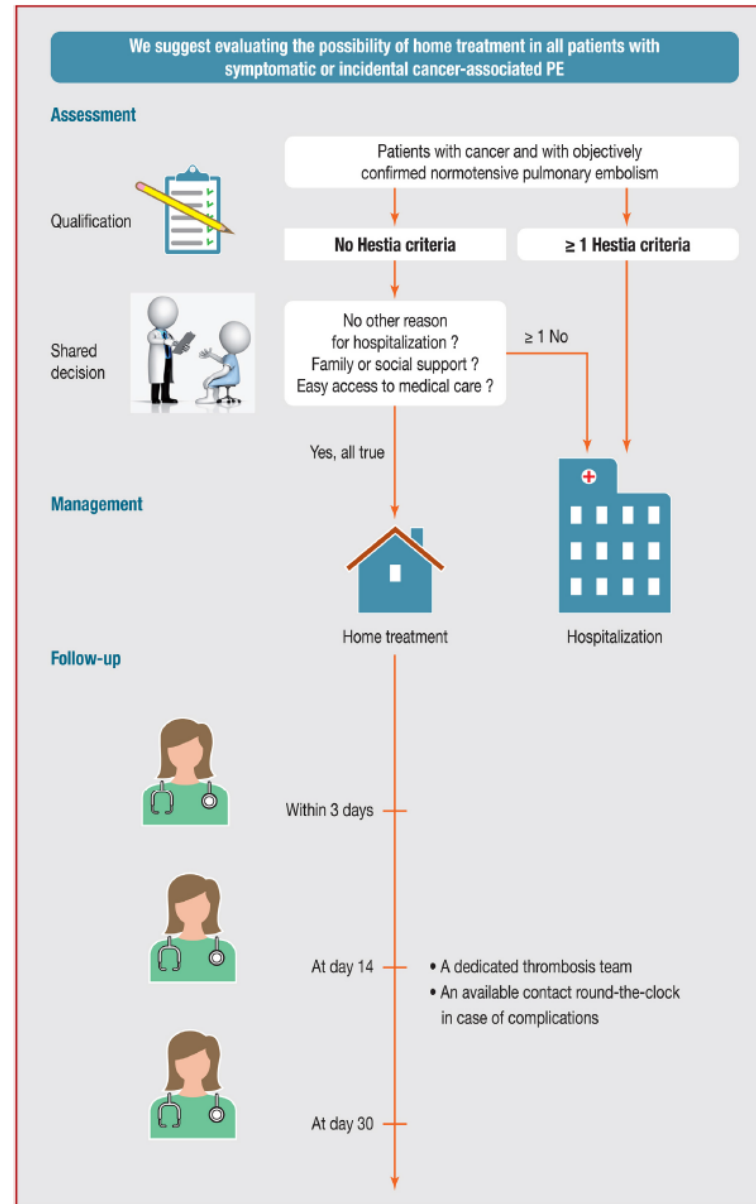 We suggest evaluating the possibility of home treatment in all patients with
symptomatic or incidental cancer-associated PE
Assessment
Patients with cancer and with objectively
confirmed normotensive pulmonary embolism
Qualification
No Hestia criteria
≥ 1 Hestia criteria
Shared
decision
No other reason
for hospitalization ?
Family or social support ?
Easy access to medical care ?
≥ 1 No
Yes, all true
Management
Home treatment
Hospitalization
Follow-up
Within 3 days
At day 14
• A dedicated thrombosis team
• An available contact round-the-clock
in case of complications
At day 30